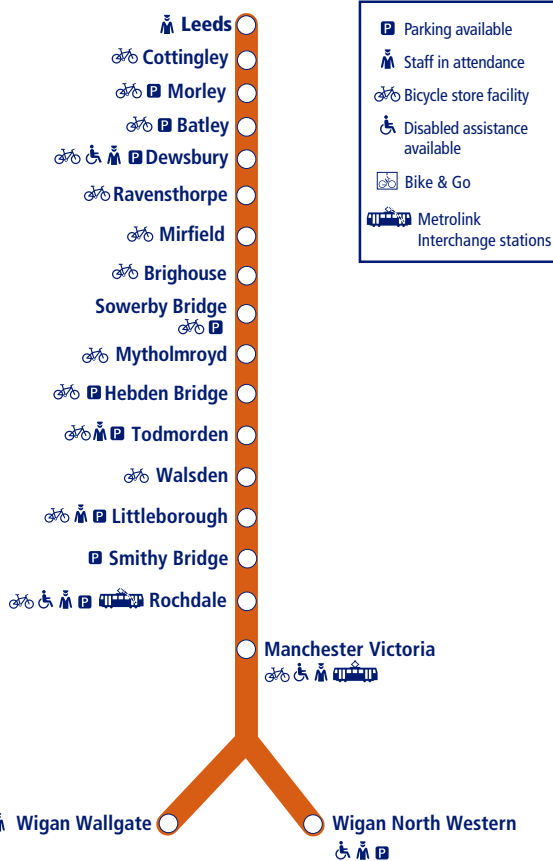 Leeds
Cottingley
P Morley
P Batley
P Dewsbury
Ravensthorpe
Mirfield
Brighouse
Sowerby Bridge
P
Mytholmroyd
P Hebden Bridge
P Todmorden
Walsden
P Littleborough
P Smithy Bridge
P Rochdale
Manchester Victoria
Wigan Wallgate
Wigan North Western
P
P Parking available
Staff in attendance
Bicycle store facility
Disabled assistance
available
Bike & Go
Metrolink
Interchange stations